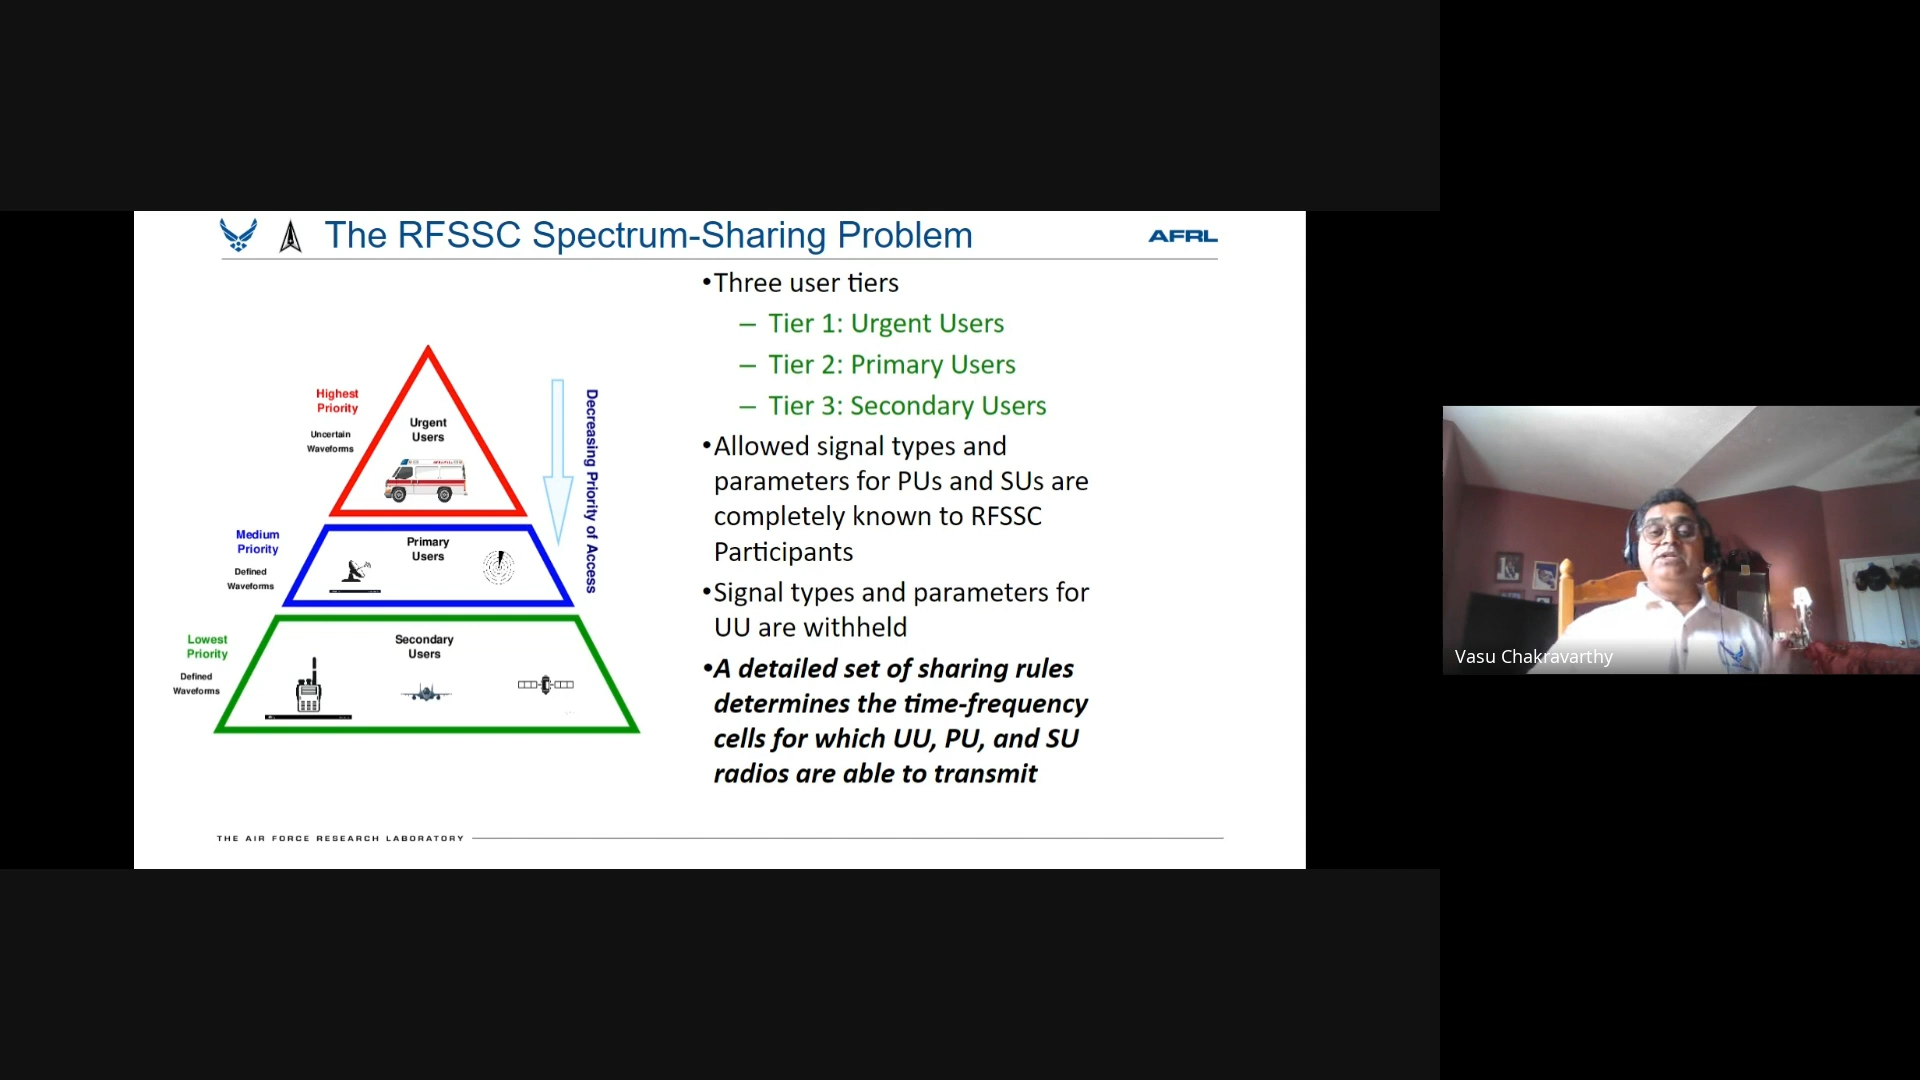 The RFSSC Spectrum-Sharing Problem
AFRL
Highest
Priority
Uncertain
Waveforms
Urgent
Users
Medium
Priority
Defined
Waveforms
Primary
Users
Lowest
Priority
Defined
Waveforms
Secondary
Users
Decreasing Priority of Access
•Three user tiers
– Tier 1: Urgent Users
– Tier 2: Primary Users
– Tier 3: Secondary Users
•Allowed signal types and
parameters for PUs and SUs are
completely known to RFSSC
Participants
•Signal types and parameters for
UU are withheld
•A detailed set of sharing rules
determines the time-frequency
cells for which UU, PU, and SU
radios are able to transmit
THE AIR FORCE RESEARCH LABORATORY
Vasu Chakravarthy